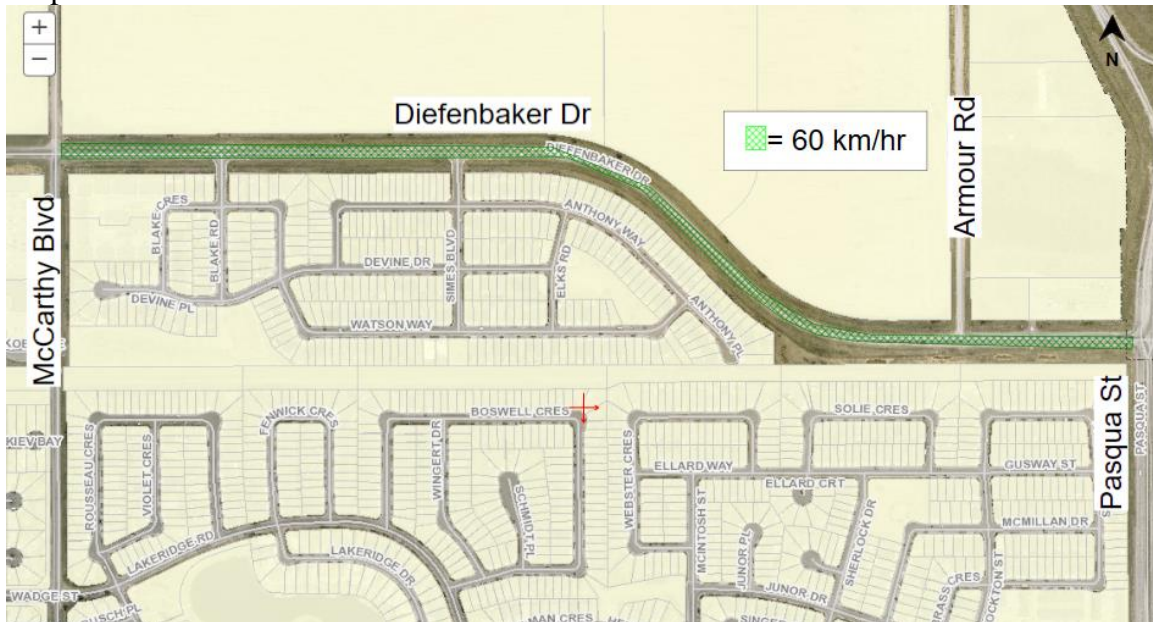 +
−
N
Diefenbaker Dr
= 60 km/hr
Armour Rd
McCarthy Blvd
Pasqua St
DIEFENBAKER DR
BLAKE CRES
BLAKE RD
SIMES BLVD
ANTHONY WAY
ELKS RD
DEVINE DR
DEVINE PL
WATSON WAY
ANTHONY PL
PASQUA ST
BOSWELL CRES
SOLIE CRES
FENWICK CRES
KIEV BAY
ROUSSEAU CRES
VIOLET CRES
WINGERT DR
WEBSTER CRES
ELLARD WAY
GUSWAY ST
ELLARD CRT
SCHMIDT PL
MCINTOSH ST
SHERLOCK DR
MCMILLAN DR
LAKERIDGE RD
LAKERIDGE DR
JUNOR PL
JUNOR DR
WADGE ST
MAN CRES